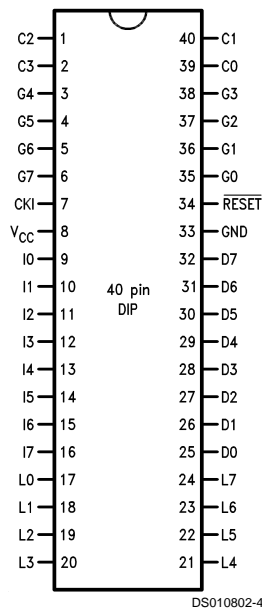 C2 1 40 C1
C3 2 39 C0
G4 3 38 G3
G5 4 37 G2
G6 5 36 G1
G7 6 35 G0
CKI 7 34 RESET
VCC 8 33 GND
I0 9 32 D7
I1 10 31 D6
I2 11 30 D5
I3 12 29 D4
I4 13 28 D3
I5 14 27 D2
I6 15 26 D1
I7 16 25 D0
L0 17 24 L7
L1 18 23 L6
L2 19 22 L5
L3 20 21 L4
40 pin
DIP
DS010802-4